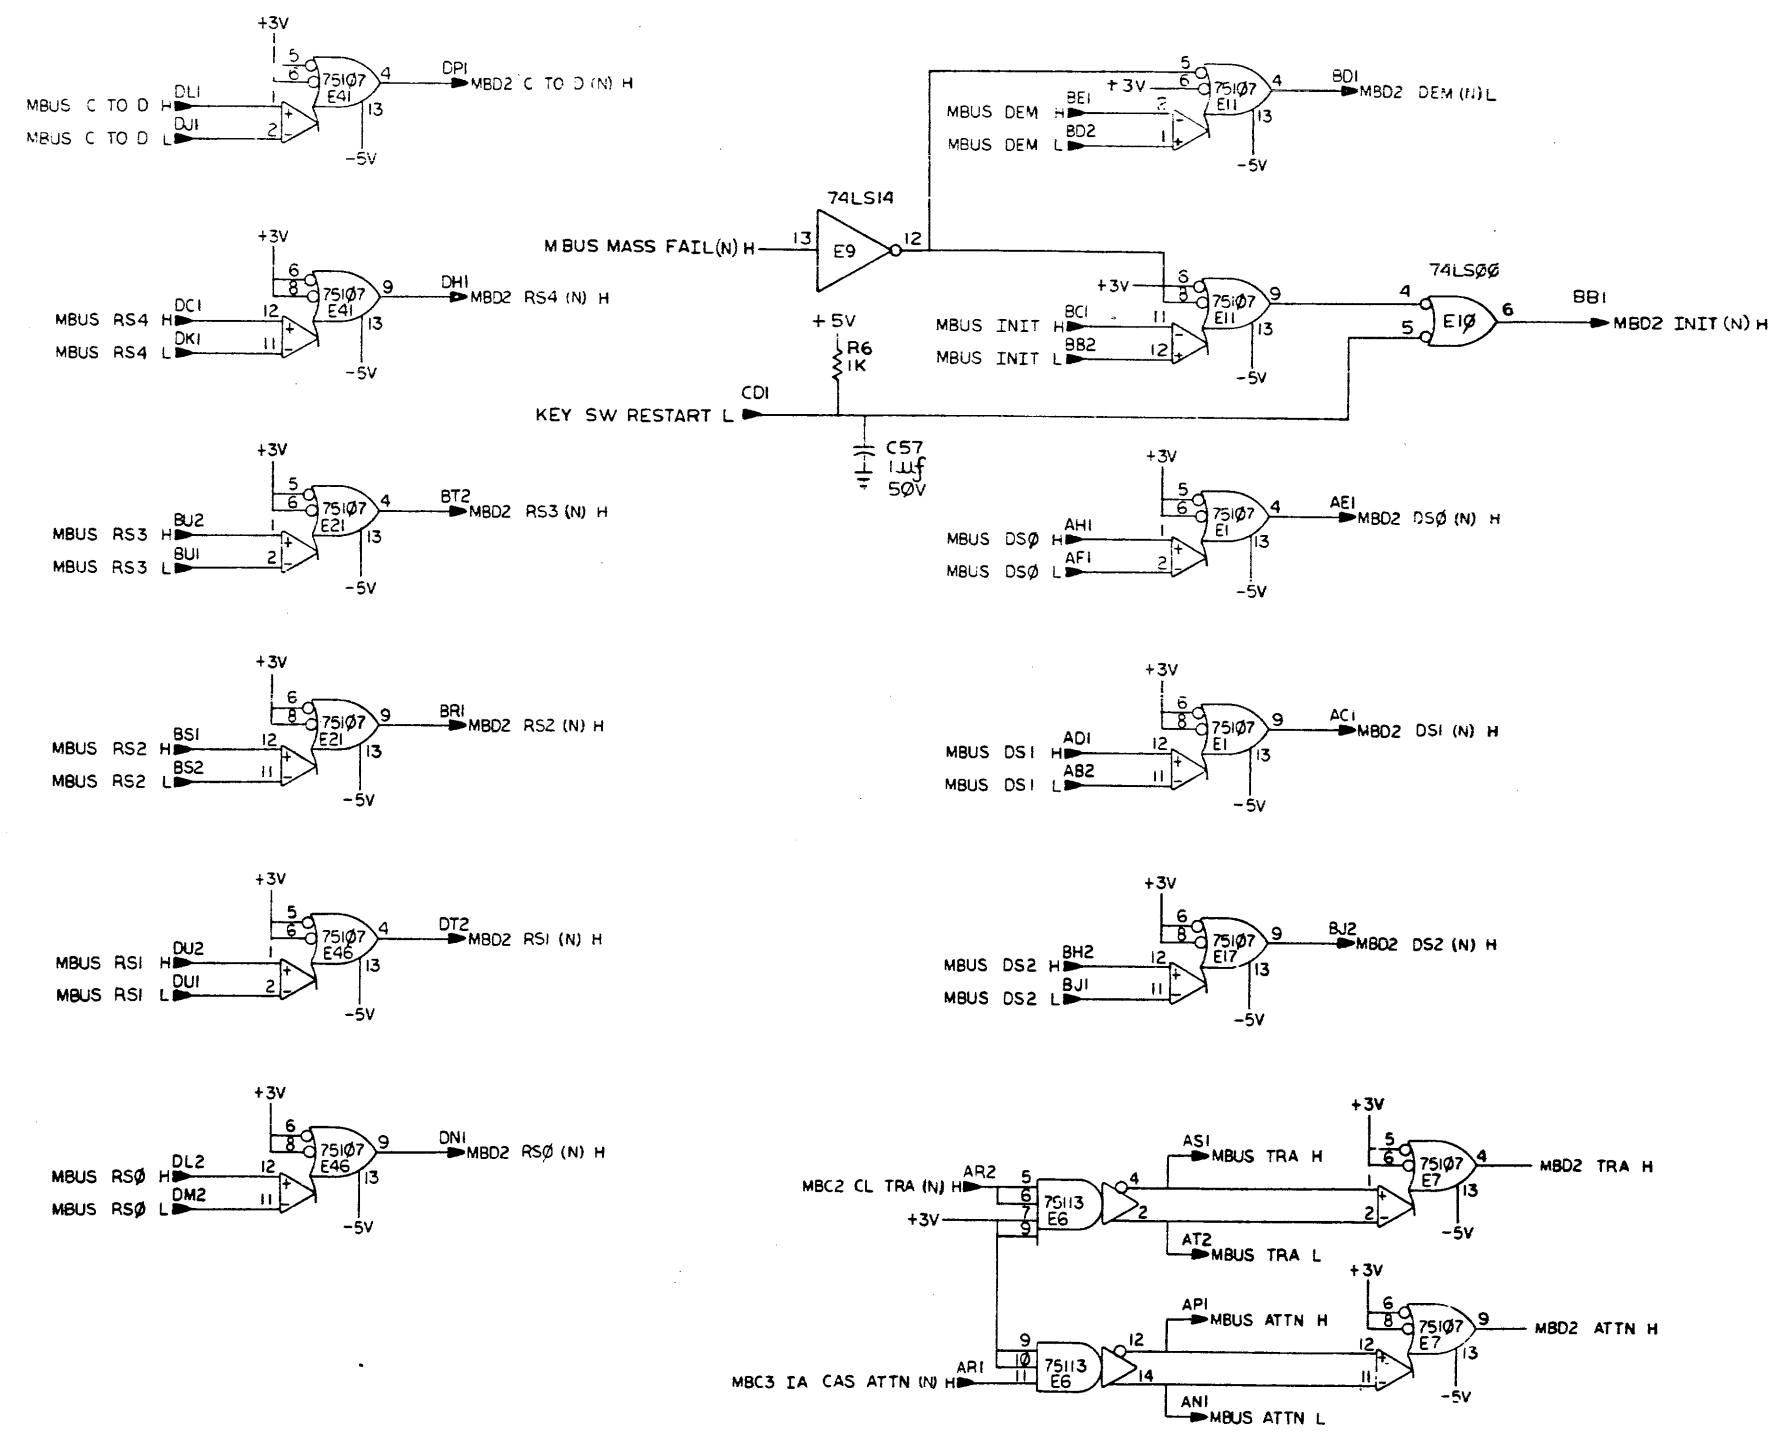 +3V
5
6
75107
E41
4
DP1
MBD2 C TO D (N) H
MBUS C TO D H
DL1
1
+
MBUS C TO D L
DJ1
2
-
13
-5V
+3V
6
8
75107
E41
9
DH1
MBD2 RS4 (N) H
MBUS RS4 H
DC1
12
+
MBUS RS4 L
DK1
11
-
13
-5V
+3V
5
6
75107
E21
4
BT2
MBD2 RS3 (N) H
MBUS RS3 H
BU2
1
+
MBUS RS3 L
BU1
2
-
13
-5V
+3V
6
8
75107
E21
9
BR1
MBD2 RS2 (N) H
MBUS RS2 H
BS1
12
+
MBUS RS2 L
BS2
11
-
13
-5V
+3V
5
6
75107
E46
4
DT2
MBD2 RS1 (N) H
MBUS RS1 H
DU2
1
+
MBUS RS1 L
DU1
2
-
13
-5V
+3V
6
8
75107
E46
9
DN1
MBD2 RSØ (N) H
MBUS RSØ H
DL2
12
+
MBUS RSØ L
DM2
11
-
13
-5V
5
+3V
6
75107
E11
4
BD1
MBD2 DEM (N) L
MBUS DEM H
BE1
2
-
MBUS DEM L
BD2
1
+
13
-5V
74LS14
MBUS MASS FAIL(N) H
13
E9
12
+3V
6
8
75107
E11
9
MBUS INIT H
BC1
11
-
MBUS INIT L
BB2
12
+
13
-5V
74LSØØ
4
5
E1Ø
6
BB1
MBD2 INIT (N) H
+5V
R6
1K
KEY SW RESTART L
CD1
C57
1uf
50V
+3V
5
6
75107
E1
4
AE1
MBD2 DSØ (N) H
MBUS DSØ H
AH1
1
+
MBUS DSØ L
AF1
2
-
13
-5V
+3V
6
8
75107
E1
9
AC1
MBD2 DS1 (N) H
MBUS DS1 H
AD1
12
+
MBUS DS1 L
AB2
11
-
13
-5V
+3V
6
8
75107
E17
9
BJ2
MBD2 DS2 (N) H
MBUS DS2 H
BH2
12
+
MBUS DS2 L
BJ1
11
-
13
-5V
MBC2 CL TRA (N) H
AR2
5
6
+3V
7
9
75113
E6
4
2
AS1
MBUS TRA H
AT2
MBUS TRA L
+3V
5
6
75107
E7
4
MBD2 TRA H
1
+
2
-
13
-5V
9
10
MBC3 IA CAS ATTN (N) H
AR1
11
75113
E6
12
14
AP1
MBUS ATTN H
AN1
MBUS ATTN L
+3V
6
8
75107
E7
9
MBD2 ATTN H
12
+
11
-
13
-5V